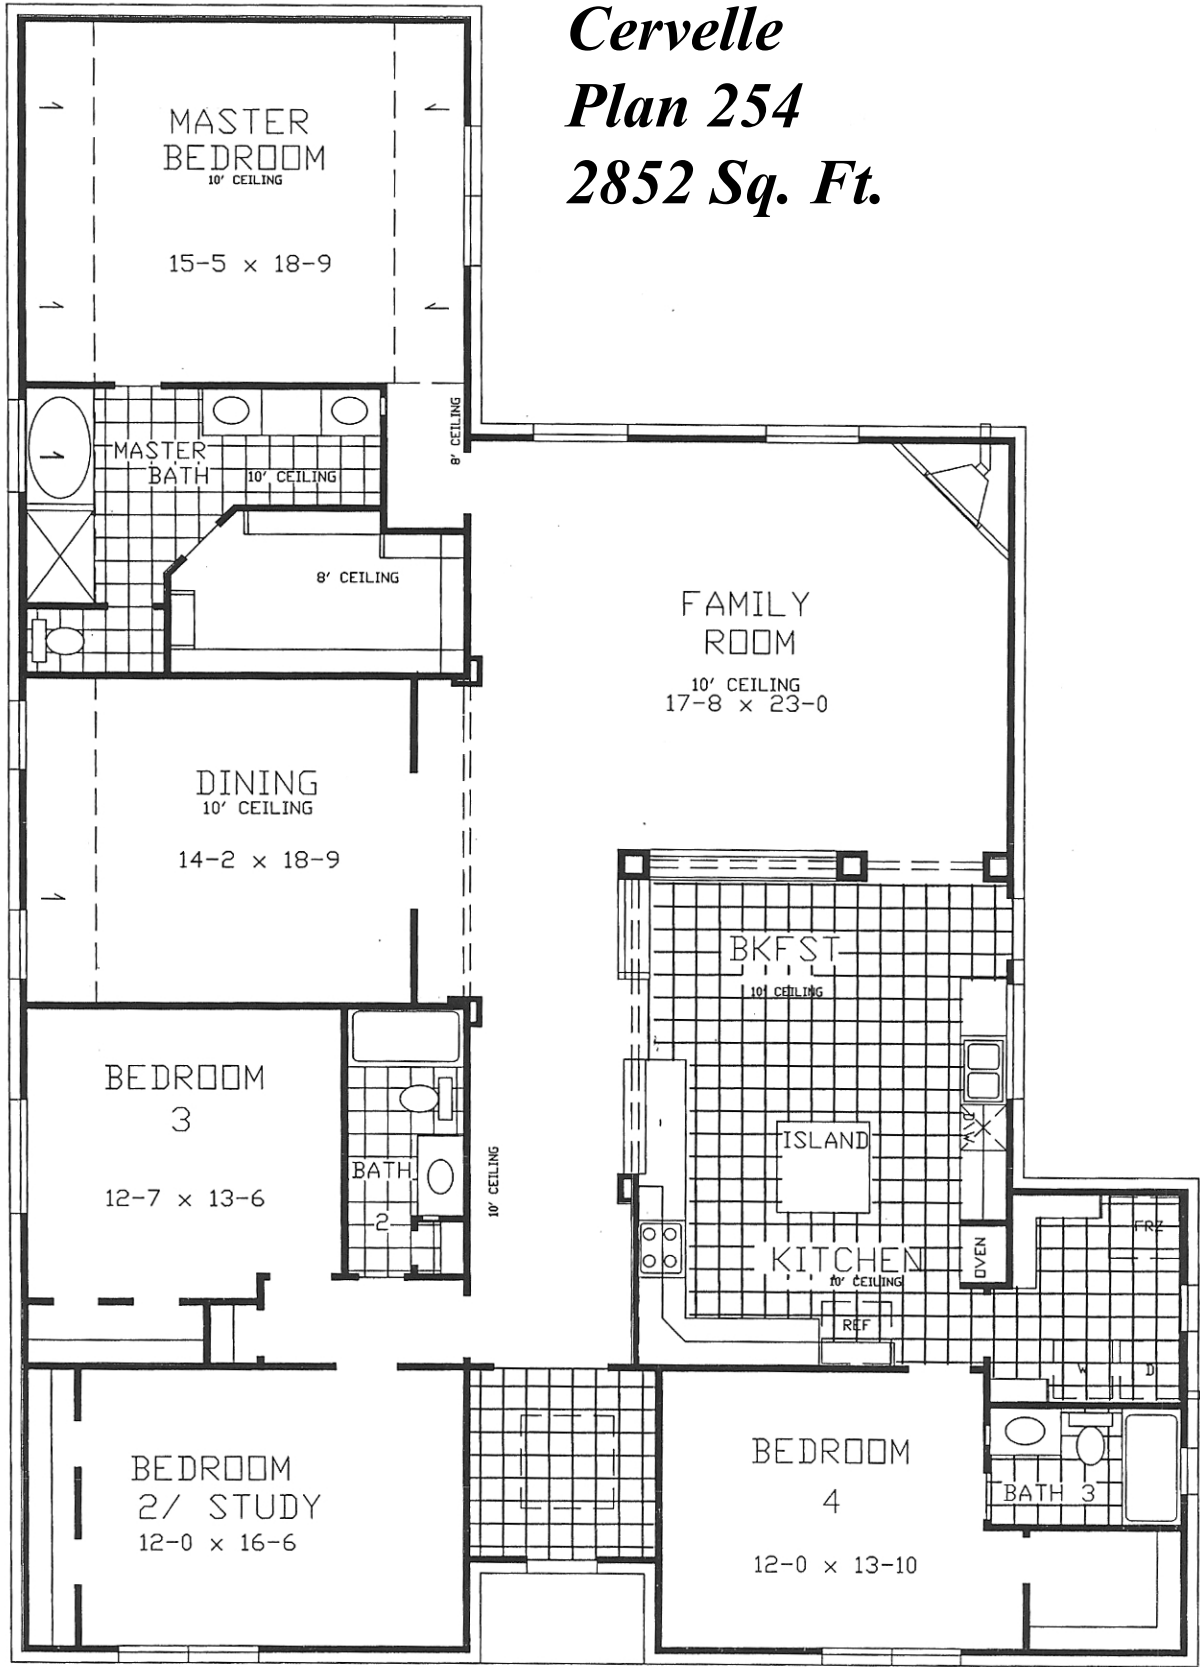 Cervelle
Plan 254
2852 Sq. Ft.
MASTER
BEDROOM
10' CEILING
15-5 x 18-9
8' CEILING
MASTER
BATH
10' CEILING
8' CEILING
FAMILY
ROOM
10' CEILING
17-8 x 23-0
DINING
10' CEILING
14-2 x 18-9
BKFST
10' CEILING
BEDROOM
3
12-7 x 13-6
BATH
2
10' CEILING
ISLAND
D/W
KITCHEN
10' CEILING
OVEN
FRZ
REF
W
D
BEDROOM
2/ STUDY
12-0 x 16-6
BEDROOM
4
12-0 x 13-10
BATH 3